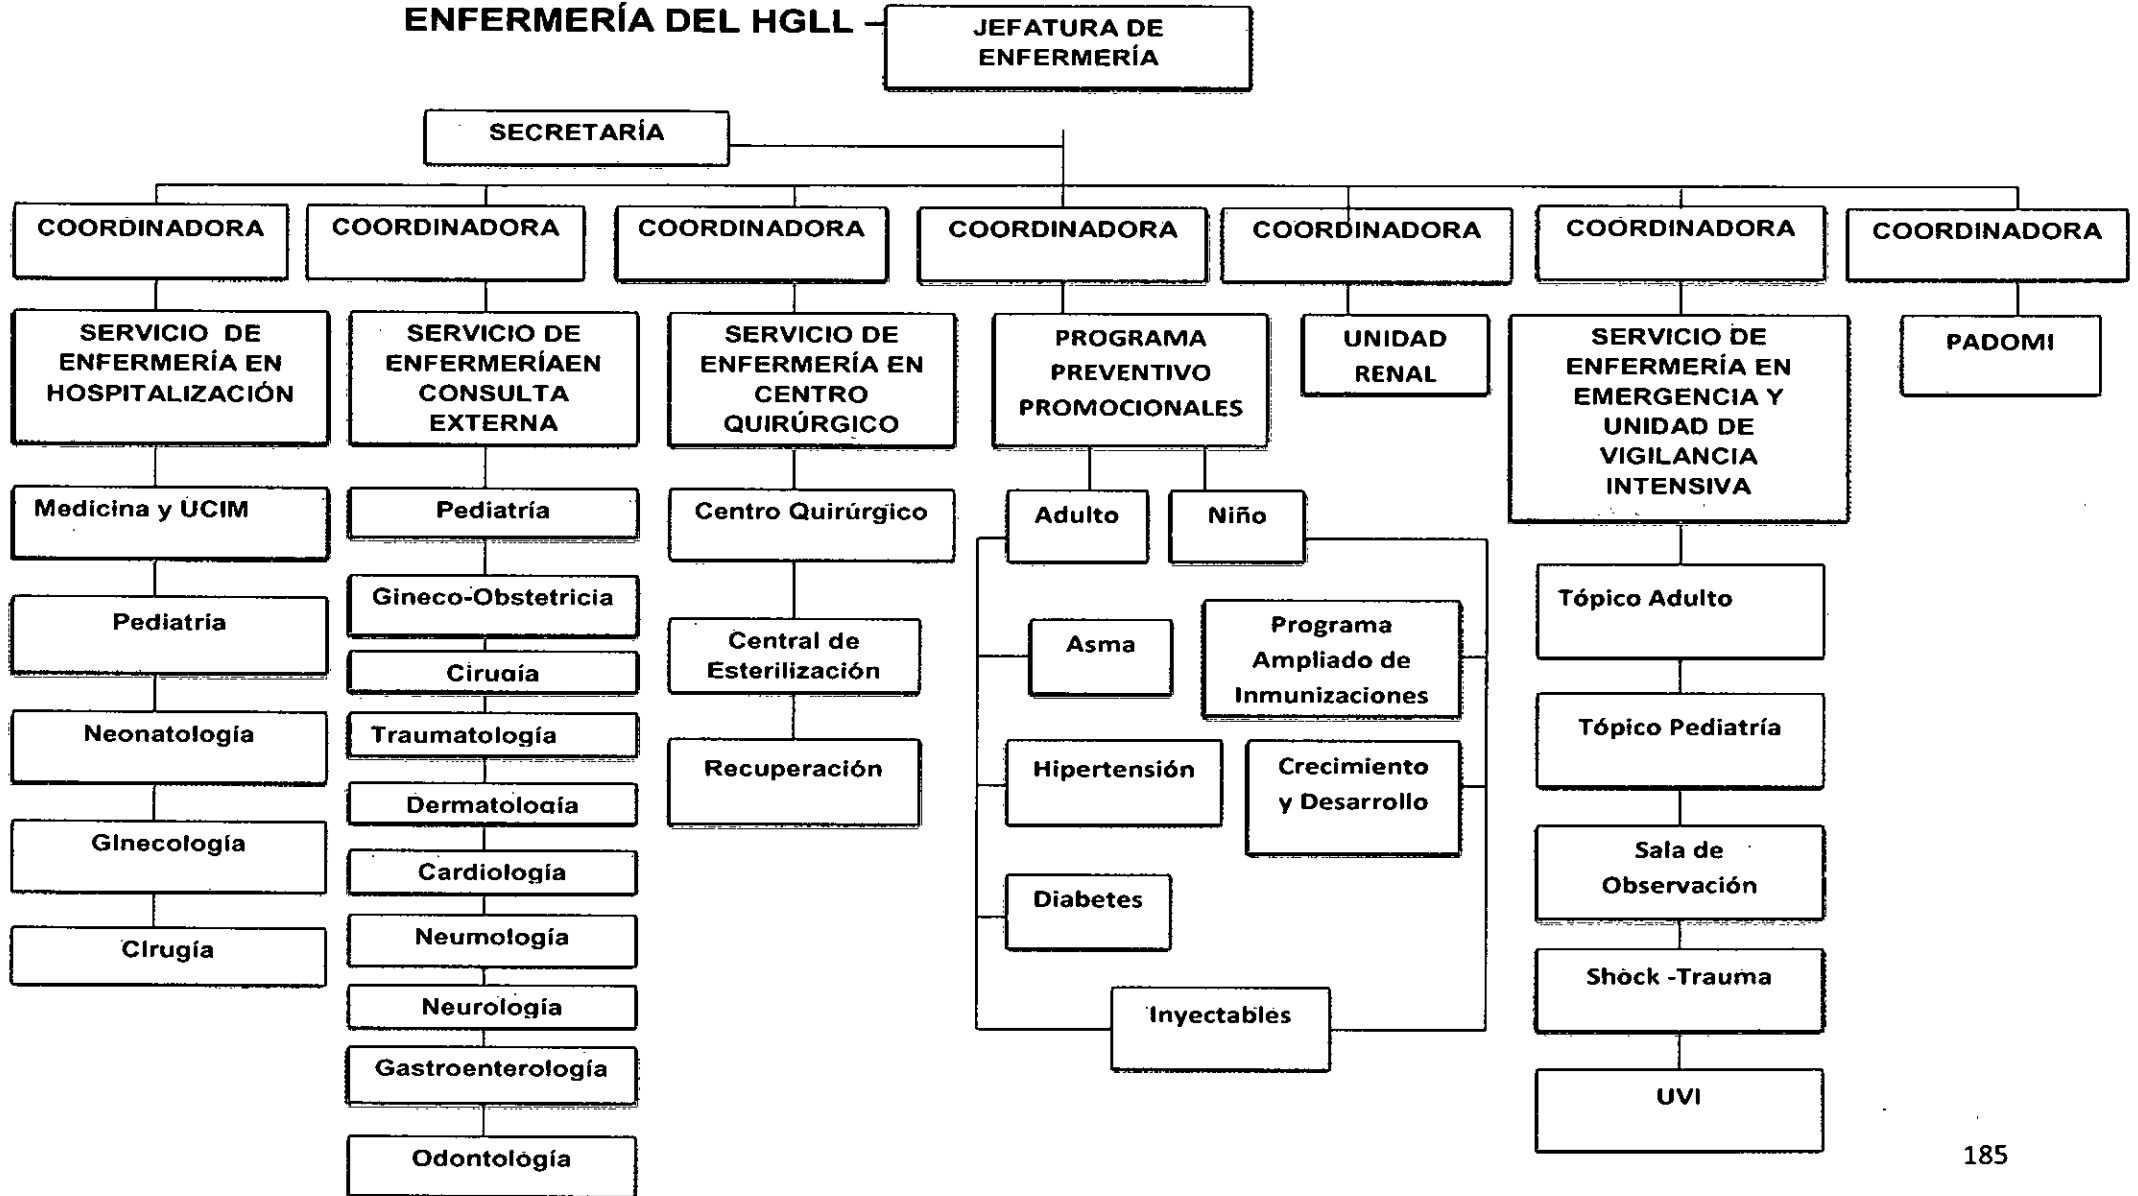 ENFERMERÍA DEL HGLL –
JEFATURA DE
ENFERMERÍA
SECRETARÍA
COORDINADORA
COORDINADORA
COORDINADORA
COORDINADORA
COORDINADORA
COORDINADORA
COORDINADORA
SERVICIO DE
ENFERMERÍA EN
HOSPITALIZACIÓN
SERVICIO DE
ENFERMERÍAEN
CONSULTA
EXTERNA
SERVICIO DE
ENFERMERÍA EN
CENTRO
QUIRÚRGICO
PROGRAMA
PREVENTIVO
PROMOCIONALES
UNIDAD
RENAL
SERVICIO DE
ENFERMERÍA EN
EMERGENCIA Y
UNIDAD DE
VIGILANCIA
INTENSIVA
PADOMI
Medicina y UCIM
Pediatría
Neonatología
Ginecología
Cirugía
Pediatría
Gineco-Obstetricia
Cirugía
Traumatología
Dermatología
Cardiología
Neumología
Neurología
Gastroenterología
Odontología
Centro Quirúrgico
Central de
Esterilización
Recuperación
Adulto
Niño
Asma
Hipertensión
Diabetes
Programa
Ampliado de
Inmunizaciones
Crecimiento
y Desarrollo
Inyectables
Tópico Adulto
Tópico Pediatría
Sala de
Observación
Shock -Trauma
UVI
185